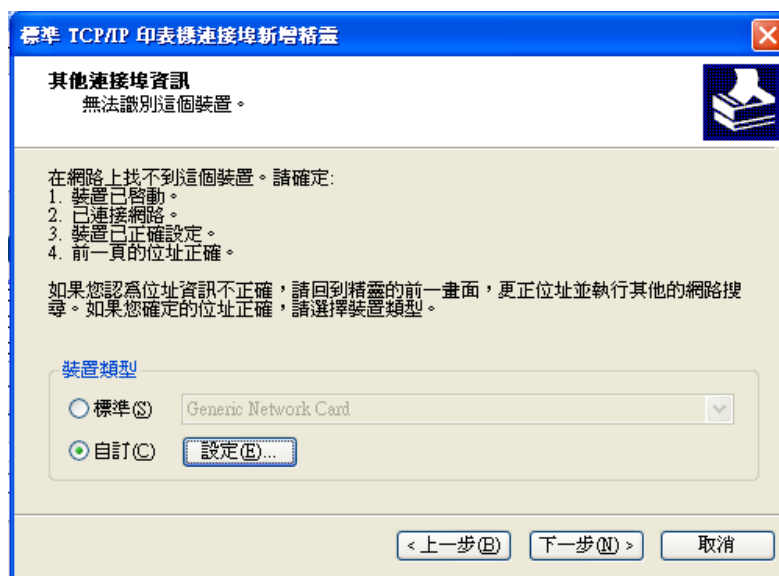 標準 TCP/IP 印表機連接埠新增精靈
其他連接埠資訊
無法識別這個裝置。
在網路上找不到這個裝置。請確定:
1. 裝置已啓動。
2. 已連接網路。
3. 裝置已正確設定。
4. 前一頁的位址正確。
如果您認爲位址資訊不正確，請回到精靈的前一畫面，更正位址並執行其他的網路搜
尋。如果您確定的位址正確，請選擇裝置類型。
裝置類型
標準(S) Generic Network Card
自訂(C) 設定(E)...
< 上一步(B) 下一步(N) > 取消